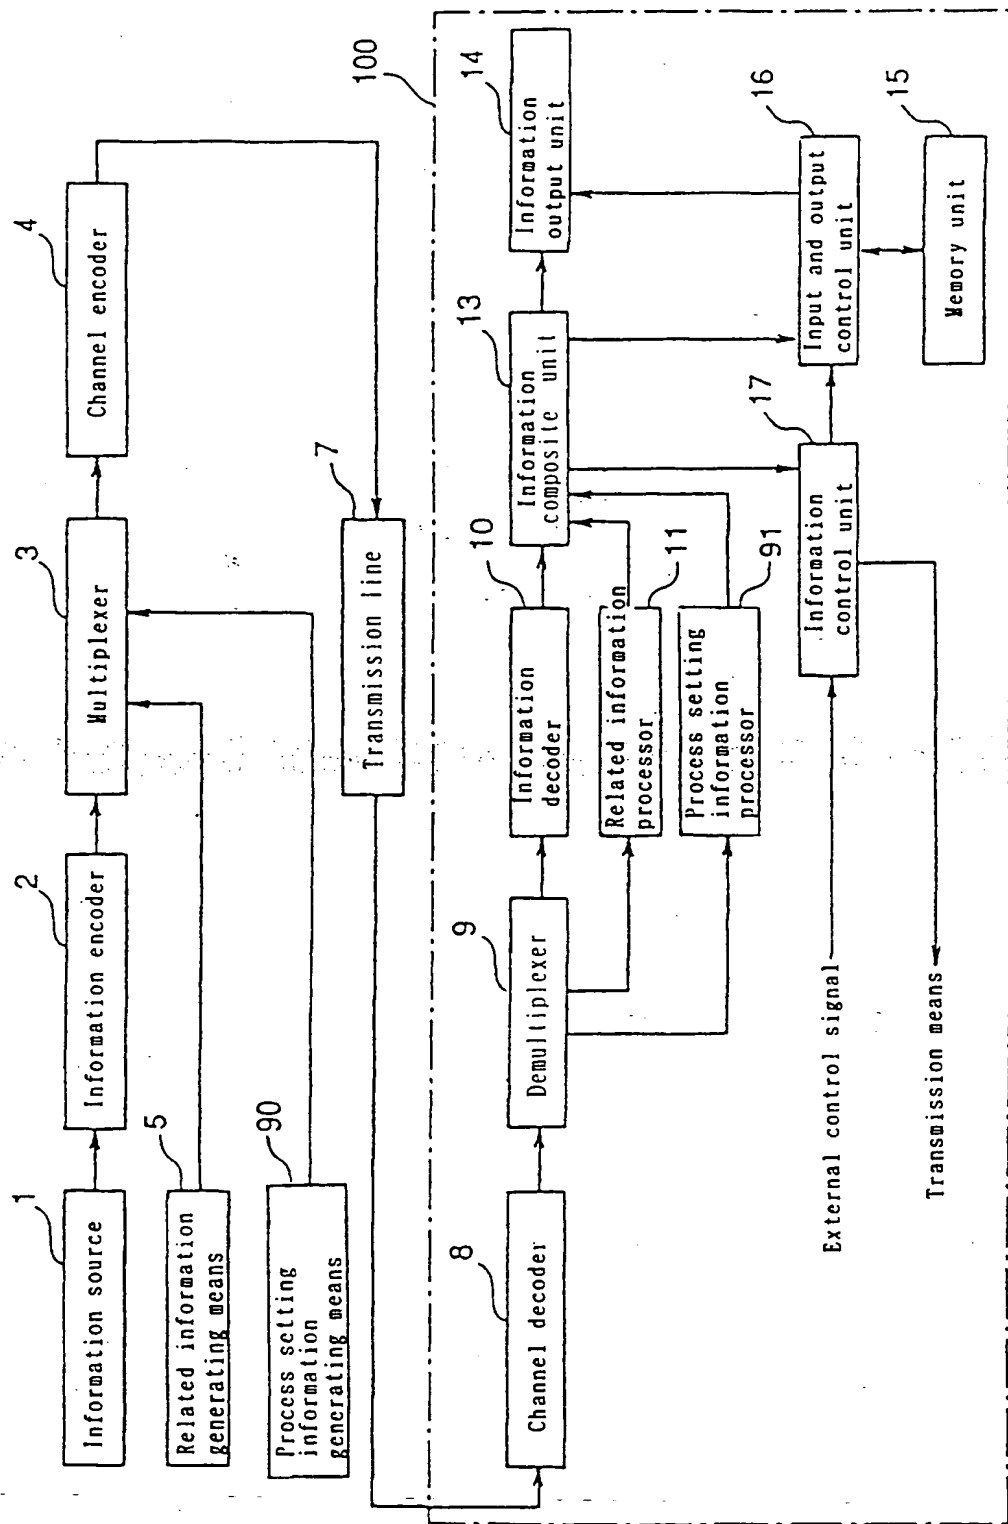 1
Information source
2
Information encoder
3
Multiplexer
4
Channel encoder
5
Related information
generating means
90
Process setting
information
generating means
7
Transmission line
100
8
Channel decoder
9
Demultiplexer
10
Information
decoder
13
Information
composite unit
14
Information
output unit
11
Related information
processor
91
Process setting
information
processor
17
Information
control unit
16
Input and output
control unit
15
Memory unit
External control signal
Transmission means